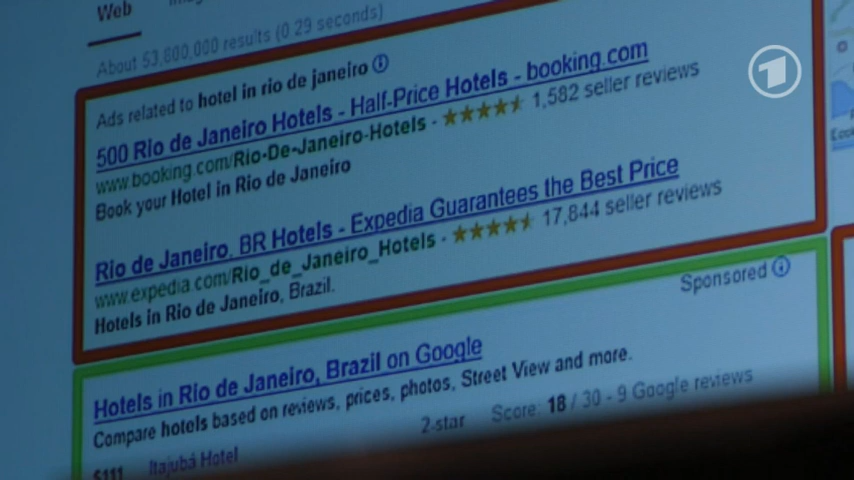 Web
About 53,800,000 results (0.29 seconds)
Ads related to hotel in rio de janeiro
500 Rio de Janeiro Hotels - Half-Price Hotels - booking.com
www.booking.com/Rio-De-Janeiro-Hotels - 1,582 seller reviews
Book your Hotel in Rio de Janeiro
Rio de Janeiro, BR Hotels - Expedia Guarantees the Best Price
www.expedia.com/Rio_de_Janeiro_Hotels - 17,844 seller reviews
Hotels in Rio de Janeiro, Brazil.
Sponsored
Hotels in Rio de Janeiro, Brazil on Google
Compare hotels based on reviews, prices, photos, Street View and more.
$111 Itajubá Hotel 2-star Score: 18 / 30 - 9 Google reviews
1